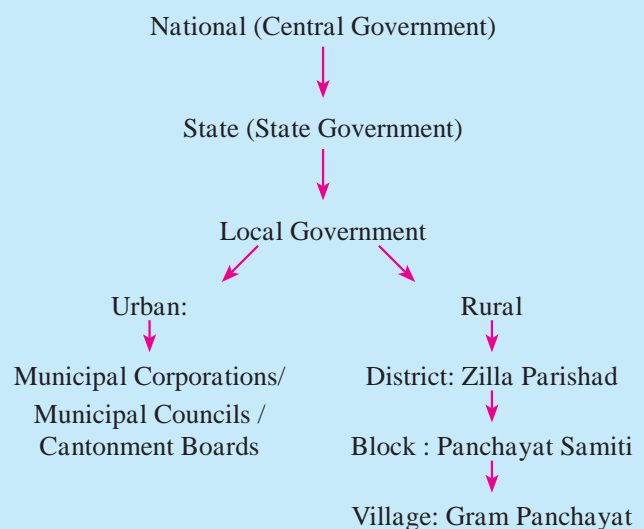 National (Central Government)
State (State Government)
Local Government
Urban:
Municipal Corporations/
Municipal Councils /
Cantonment Boards
Rural
District: Zilla Parishad
Block : Panchayat Samiti
Village: Gram Panchayat